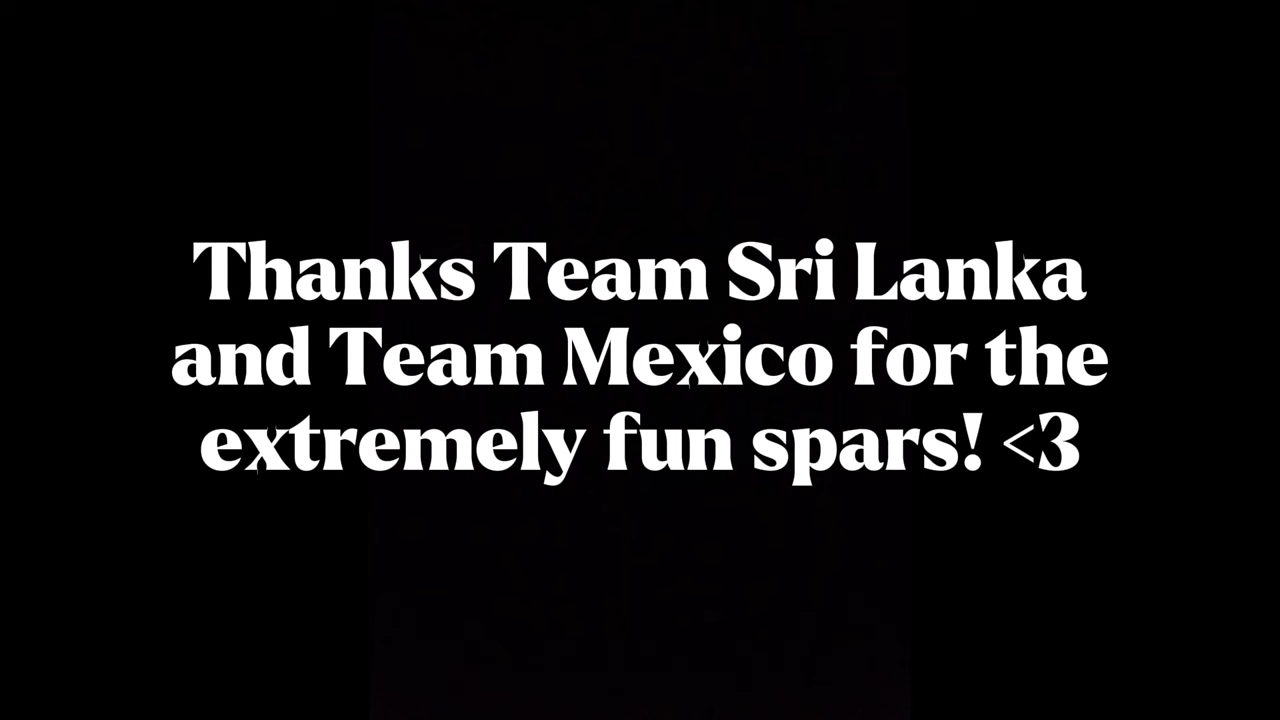 Thanks Team Sri Lanka
and Team Mexico for the
extremely fun spars! <3